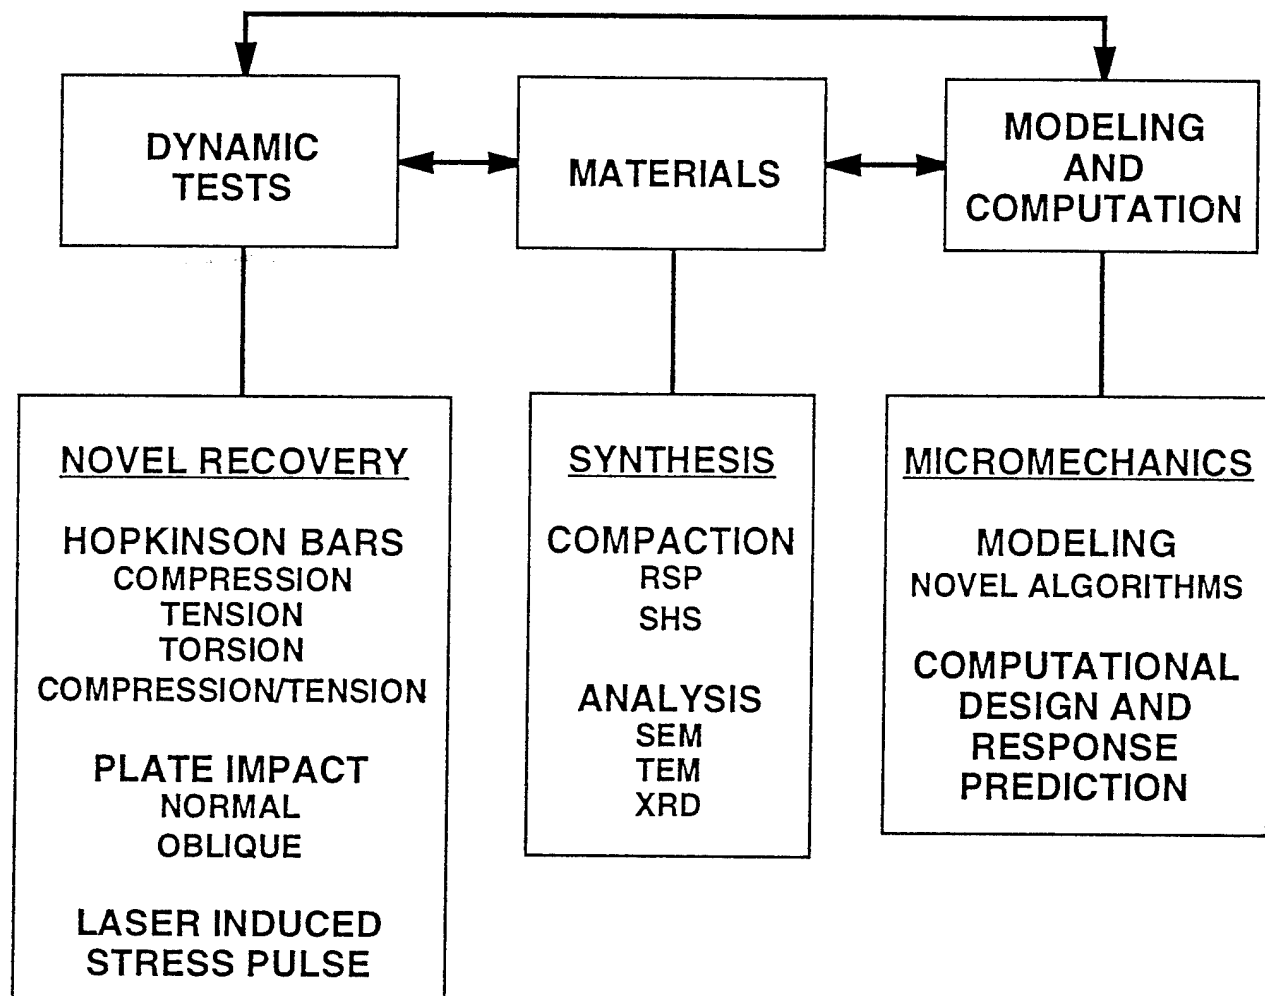 DYNAMIC
TESTS
MATERIALS
MODELING
AND
COMPUTATION
NOVEL RECOVERY
HOPKINSON BARS
COMPRESSION
TENSION
TORSION
COMPRESSION/TENSION
PLATE IMPACT
NORMAL
OBLIQUE
LASER INDUCED
STRESS PULSE
SYNTHESIS
COMPACTION
RSP
SHS
ANALYSIS
SEM
TEM
XRD
MICROMECHANICS
MODELING
NOVEL ALGORITHMS
COMPUTATIONAL
DESIGN AND
RESPONSE
PREDICTION